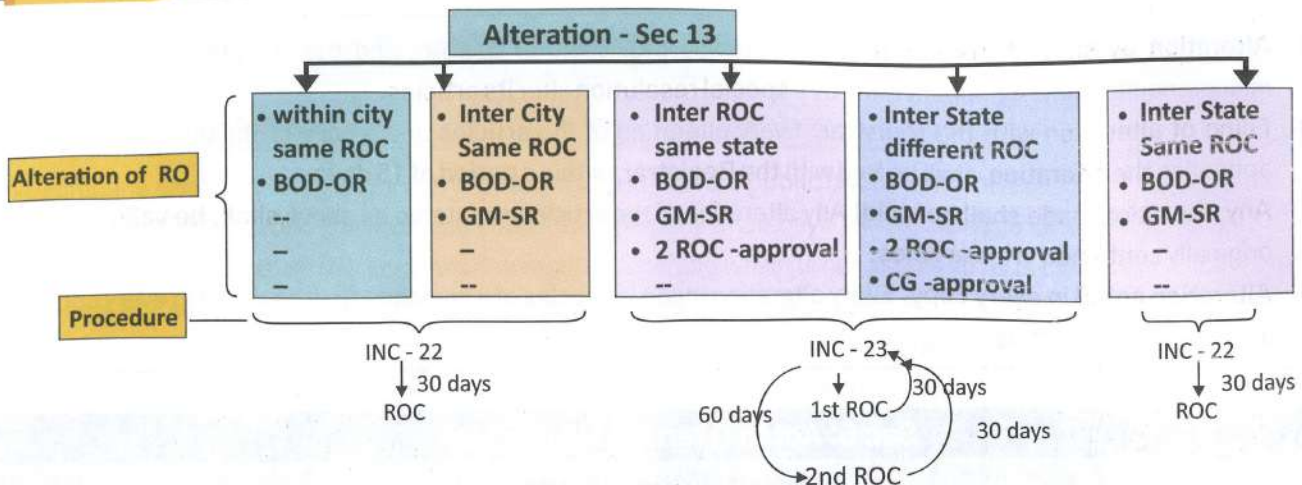 Alteration - Sec 13
Alteration of RO
• within city
same ROC
• BOD-OR
–
–
• Inter City
Same ROC
• BOD-OR
• GM-SR
–
--
• Inter ROC
same state
• BOD-OR
• GM-SR
• 2 ROC -approval
• Inter State
different ROC
• BOD-OR
• GM-SR
• 2 ROC -approval
• CG -approval
• Inter State
Same ROC
• BOD-OR
• GM-SR
--
--
Procedure
INC - 22
30 days
ROC
INC - 23
30 days
60 days
1st ROC
30 days
2nd ROC
INC - 22
30 days
ROC